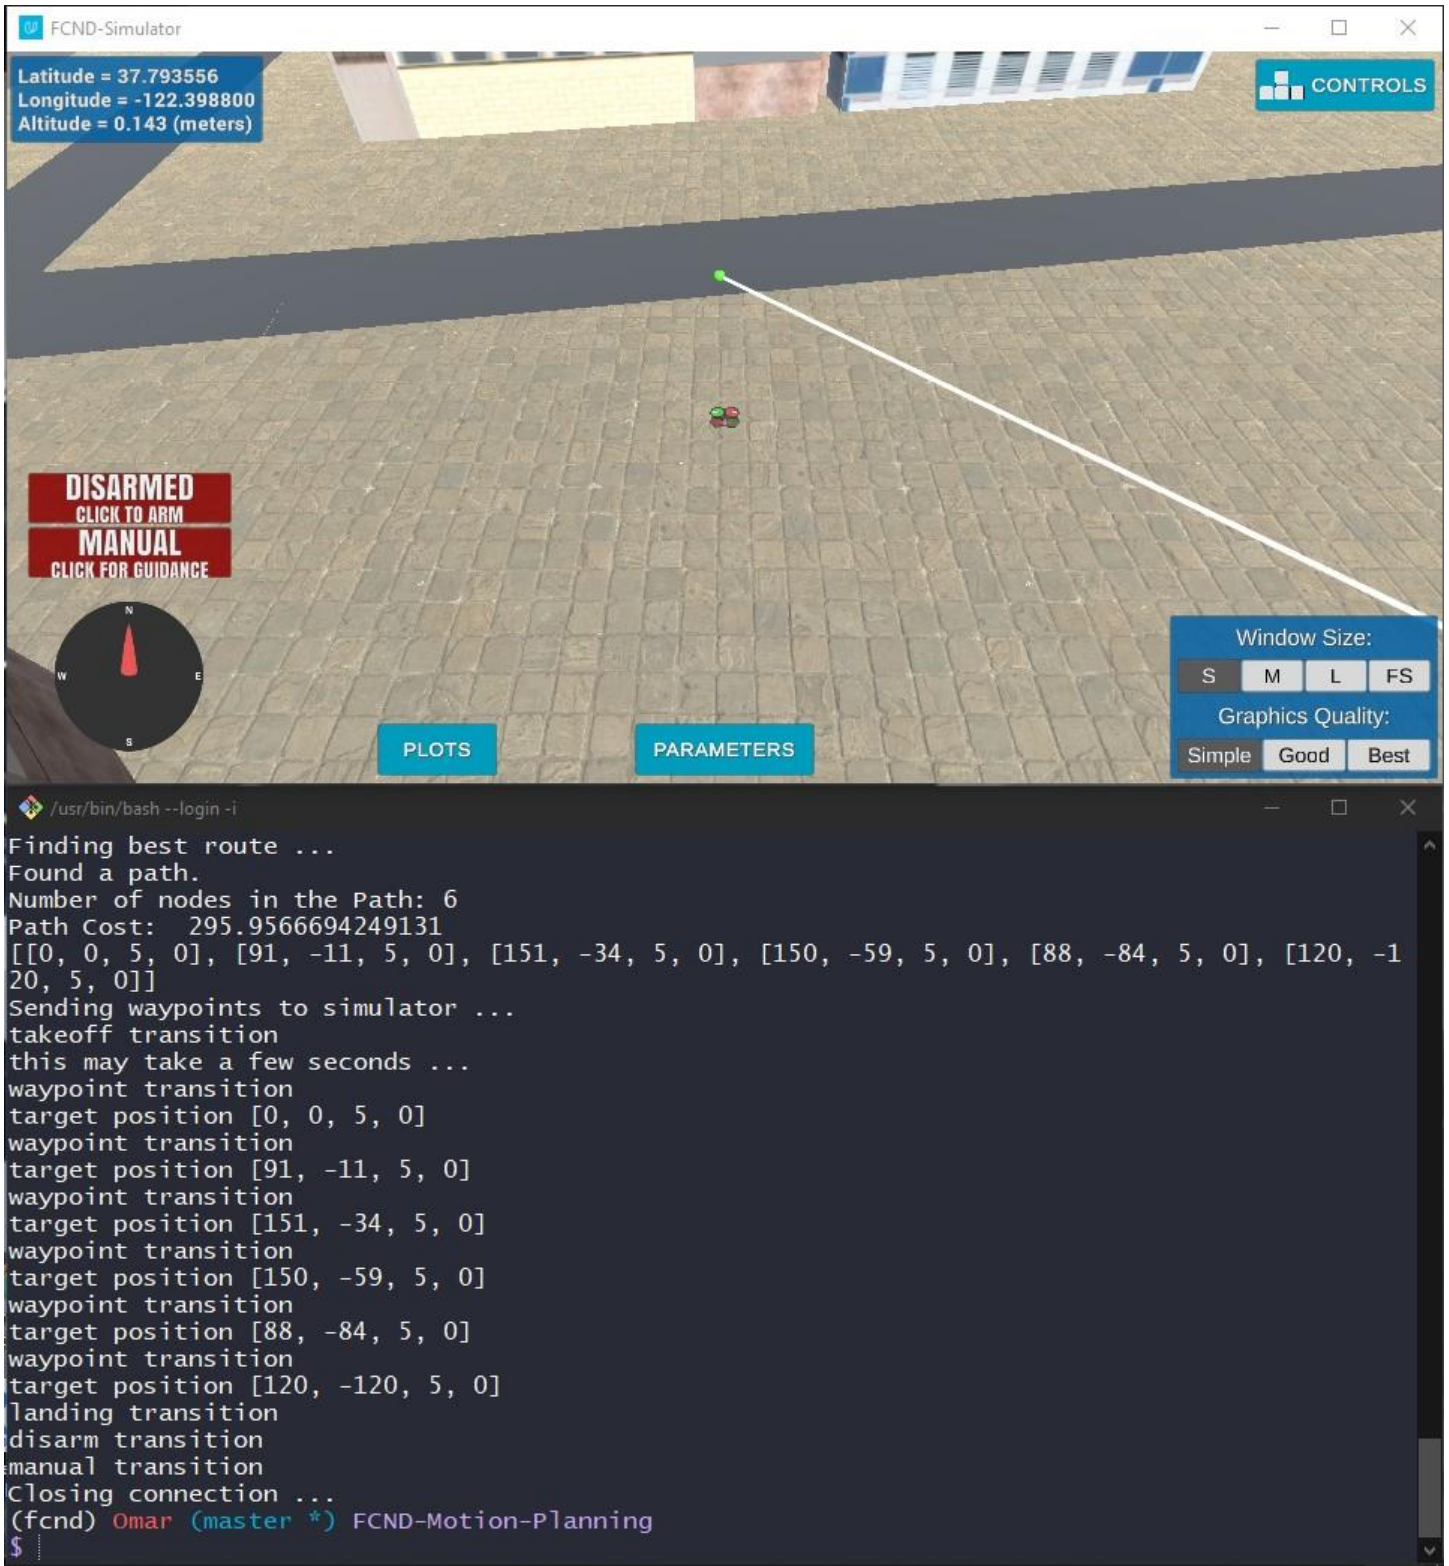 FCND-Simulator
Latitude = 37.793556
Longitude = -122.398800
Altitude = 0.143 (meters)
CONTROLS
DISARMED
CLICK TO ARM
MANUAL
CLICK FOR GUIDANCE
N
W
E
S
PLOTS
PARAMETERS
Window Size:
S M L FS
Graphics Quality:
Simple Good Best
/usr/bin/bash --login -i
Finding best route ...
Found a path.
Number of nodes in the Path: 6
Path Cost:  295.9566694249131
[[0, 0, 5, 0], [91, -11, 5, 0], [151, -34, 5, 0], [150, -59, 5, 0], [88, -84, 5, 0], [120, -1
20, 5, 0]]
Sending waypoints to simulator ...
takeoff transition
this may take a few seconds ...
waypoint transition
target position [0, 0, 5, 0]
waypoint transition
target position [91, -11, 5, 0]
waypoint transition
target position [151, -34, 5, 0]
waypoint transition
target position [150, -59, 5, 0]
waypoint transition
target position [88, -84, 5, 0]
waypoint transition
target position [120, -120, 5, 0]
landing transition
disarm transition
manual transition
Closing connection ...
(fcnd) Omar (master *) FCND-Motion-Planning
$